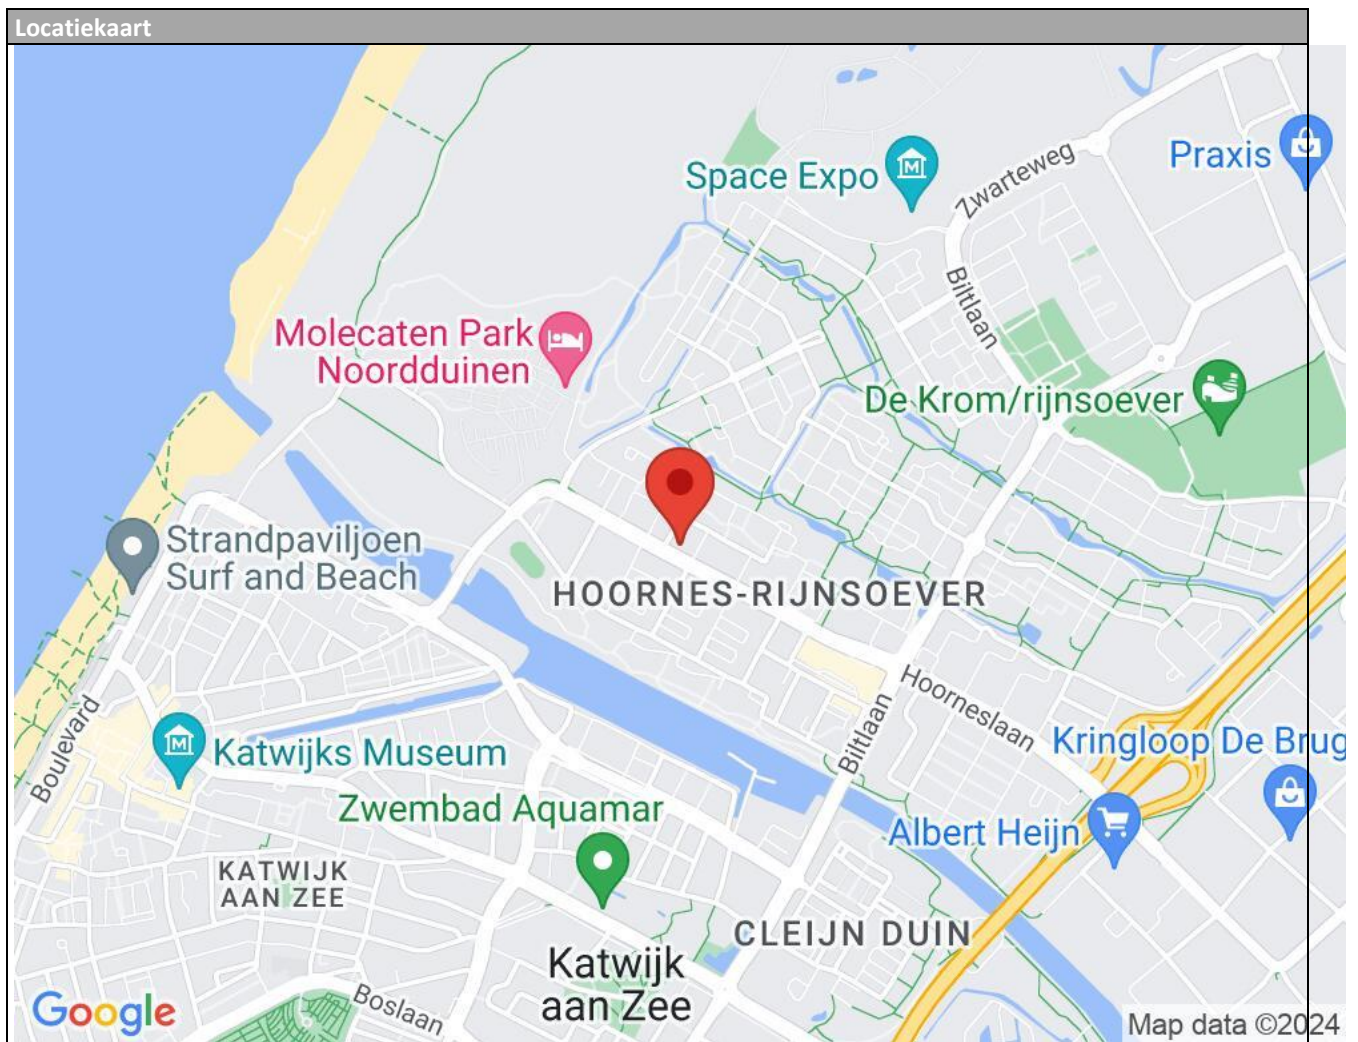 Locatiekaart
Zwarteweg
Praxis
Space Expo
Biltlaan
Molecaten Park
Noordduinen
De Krom/rijnsoever
Strandpaviljoen
Surf and Beach
HOORNES-RIJNSOEVER
Hoorneslaan
Biltlaan
Boulevard
Katwijks Museum
Kringloop De Brug
Zwembad Aquamar
Albert Heijn
KATWIJK
AAN ZEE
CLEIJN DUIN
Katwijk
aan Zee
Boslaan
Google
Map data ©2024